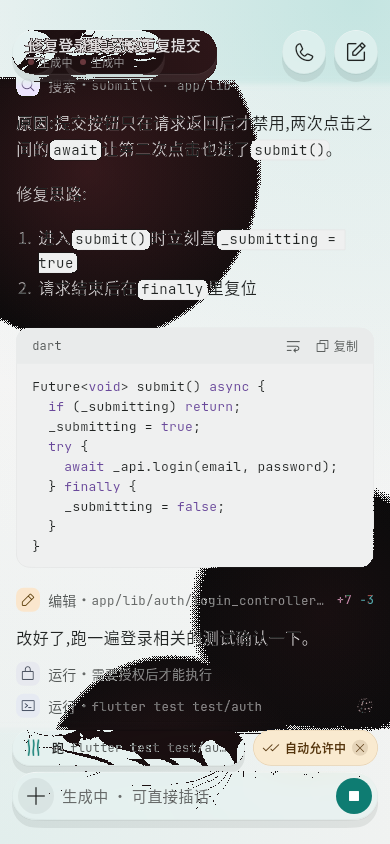 修复登录重复提交
生成中 • 生成中
搜索 · submit\( · app/lib
原因:提交按钮只在请求返回后才禁用,两次点击之
间的 await 让第二次点击也进了 submit()。
修复思路:
1. 进入 submit() 时立刻置 _submitting =
true
2. 请求结束后在 finally 里复位
dart 复制
Future<void> submit() async {
  if (_submitting) return;
  _submitting = true;
  try {
    await _api.login(email, password);
  } finally {
    _submitting = false;
  }
}
编辑 · app/lib/auth/login_controller… +7 -3
改好了,跑一遍登录相关的测试确认一下。
运行 · 需要授权后才能执行
运行 · flutter test test/auth
跑 flutter test test/au… 自动允许中
生成中 · 可直接插话